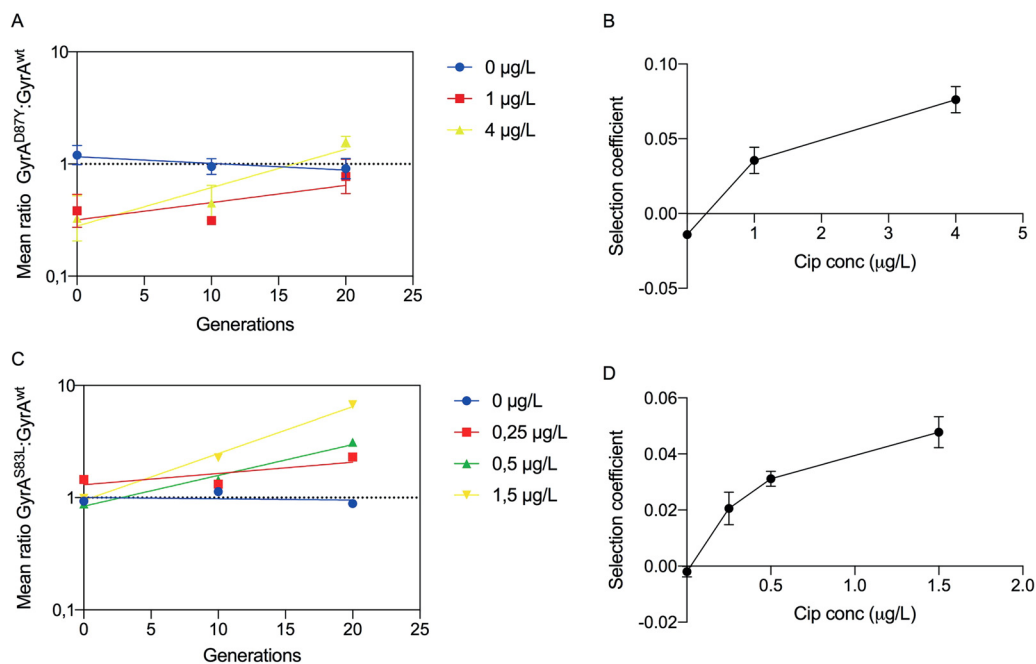 A
Mean ratio GyrA^D87Y:GyrA^wt
10
1
0,1
0 5 10 15 20 25
Generations
0 µg/L
1 µg/L
4 µg/L
B
Selection coefficient
0.10
0.05
0.00
-0.05
1 2 3 4 5
Cip conc (µg/L)
C
Mean ratio GyrA^S83L:GyrA^wt
10
1
0,1
0 5 10 15 20 25
Generations
0 µg/L
0,25 µg/L
0,5 µg/L
1,5 µg/L
D
Selection coefficient
0.06
0.04
0.02
0.00
-0.02
0.5 1.0 1.5 2.0
Cip conc (µg/L)